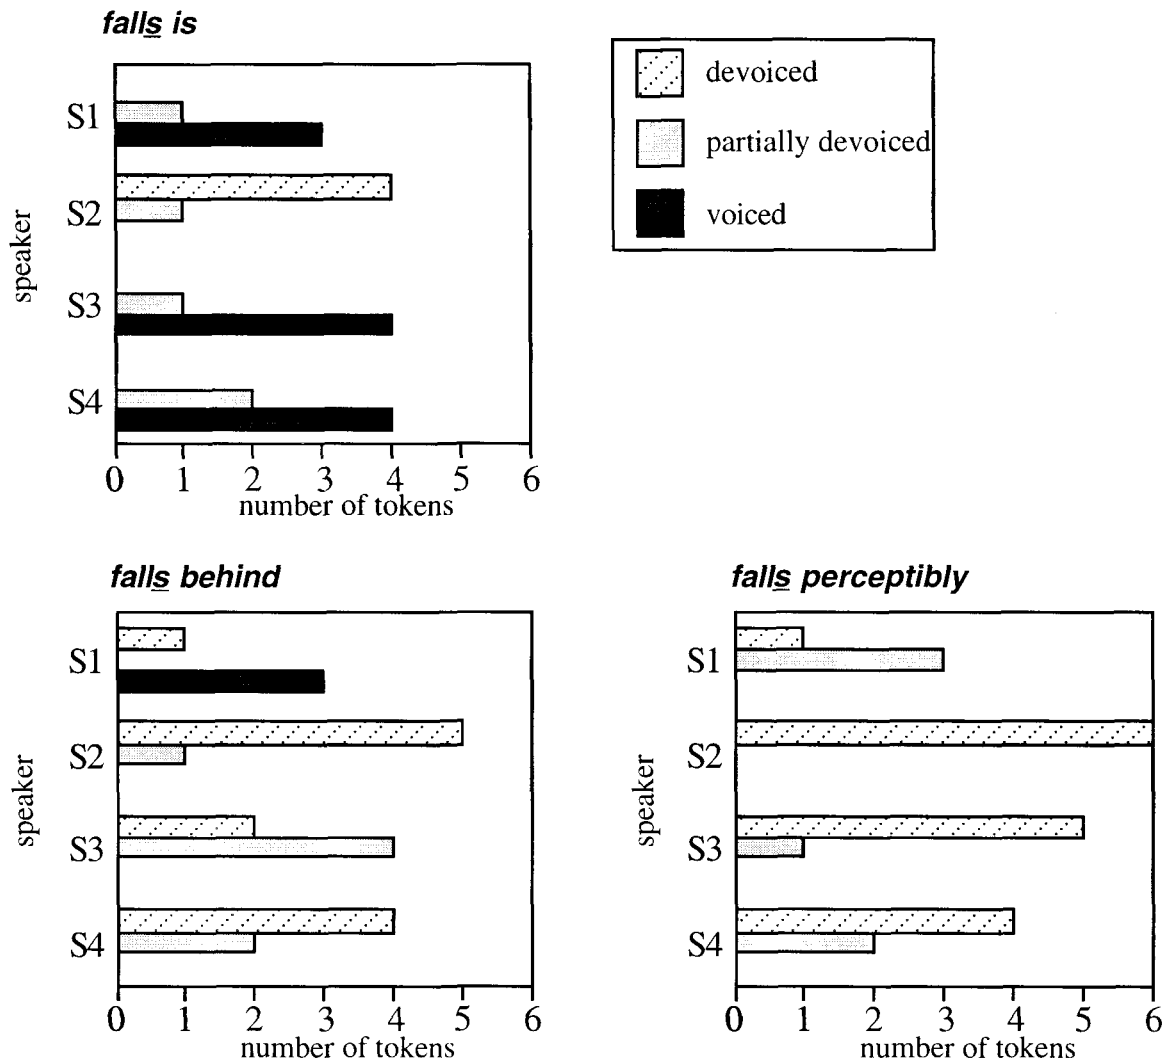 falls is
S1
S2
S3
S4
speaker
0 1 2 3 4 5 6
number of tokens
devoiced
partially devoiced
voiced
falls behind
S1
S2
S3
S4
speaker
0 1 2 3 4 5 6
number of tokens
falls perceptibly
S1
S2
S3
S4
speaker
0 1 2 3 4 5 6
number of tokens